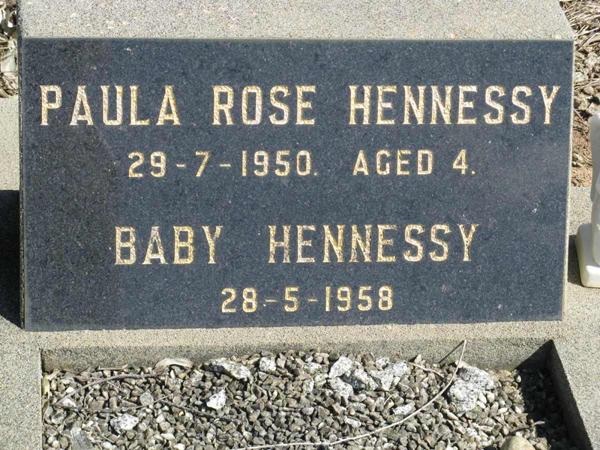 PAULA ROSE HENNESSY
29-7-1950. AGED 4.
BABY HENNESSY
28-5-1958